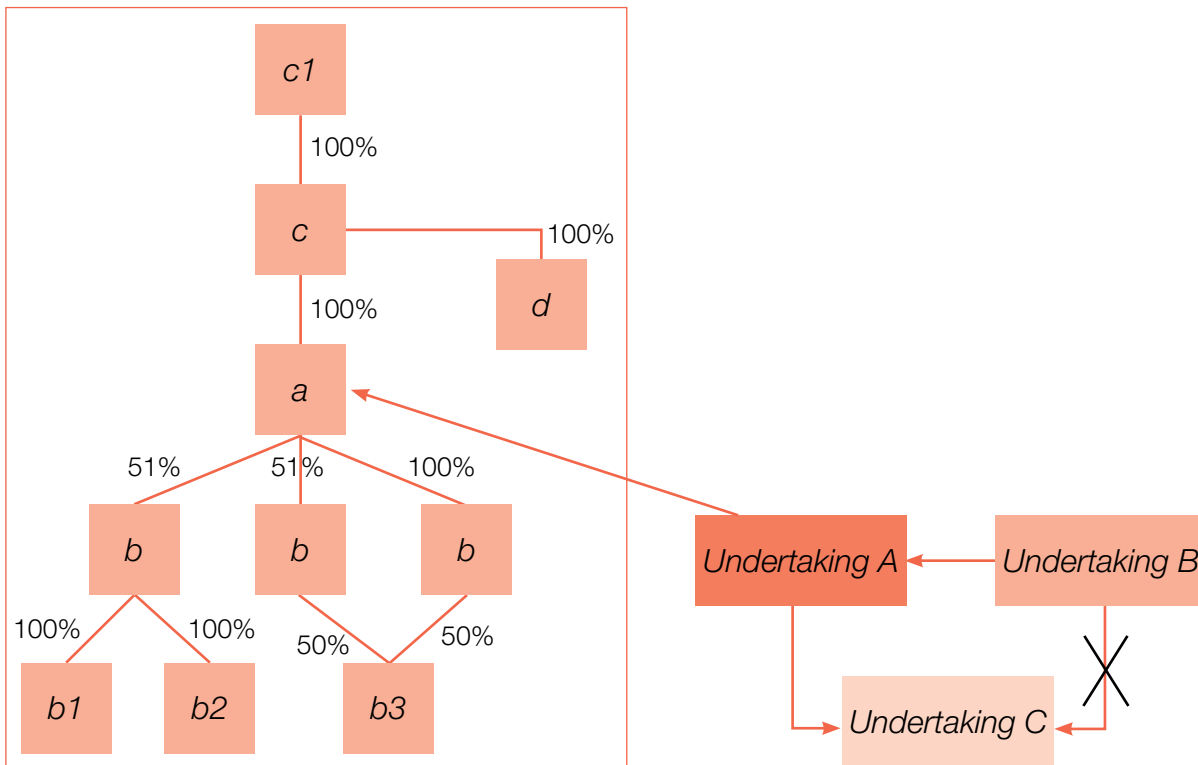 c1
100%
c
100%
d
100%
a
51%
51%
100%
b
b
b
100%
100%
50%
50%
b1
b2
b3
Undertaking A
Undertaking B
Undertaking C